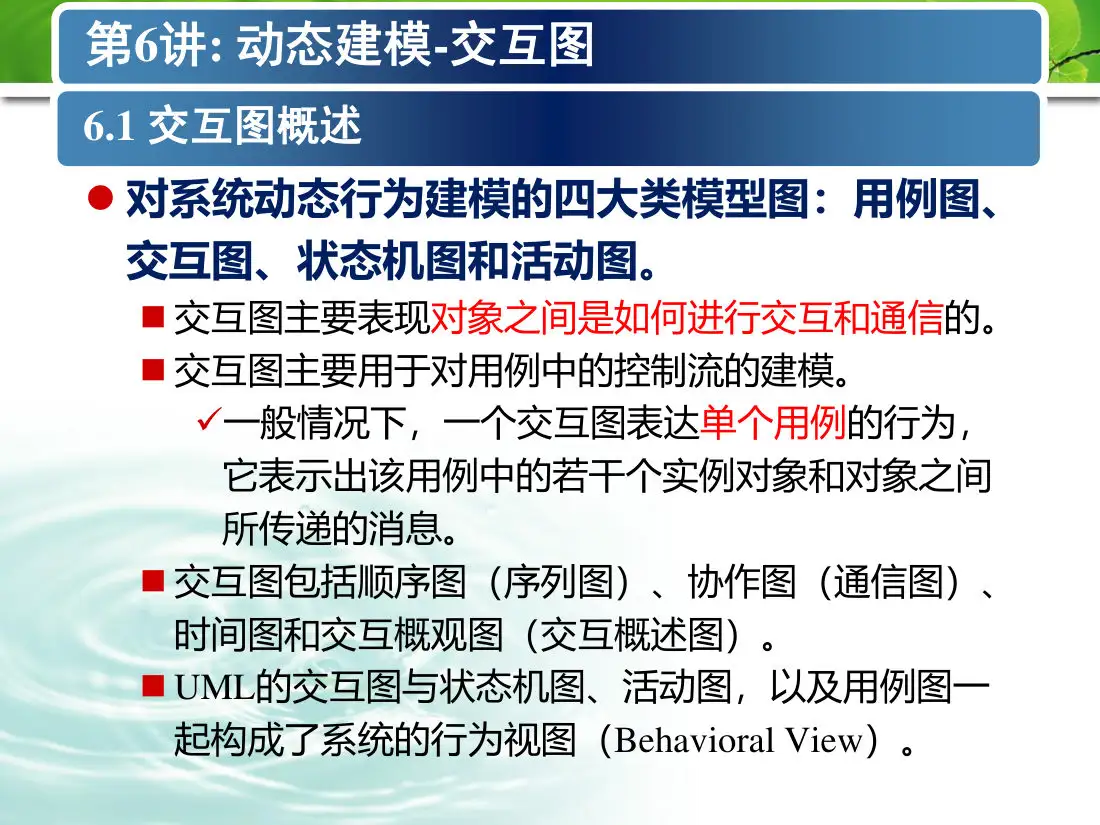 第6讲: 动态建模-交互图
6.1 交互图概述
对系统动态行为建模的四大类模型图：用例图、
交互图、状态机图和活动图。
交互图主要表现对象之间是如何进行交互和通信的。
交互图主要用于对用例中的控制流的建模。
一般情况下，一个交互图表达单个用例的行为，
它表示出该用例中的若干个实例对象和对象之间
所传递的消息。
交互图包括顺序图（序列图）、协作图（通信图）、
时间图和交互概观图（交互概述图）。
UML的交互图与状态机图、活动图，以及用例图一
起构成了系统的行为视图（Behavioral View）。